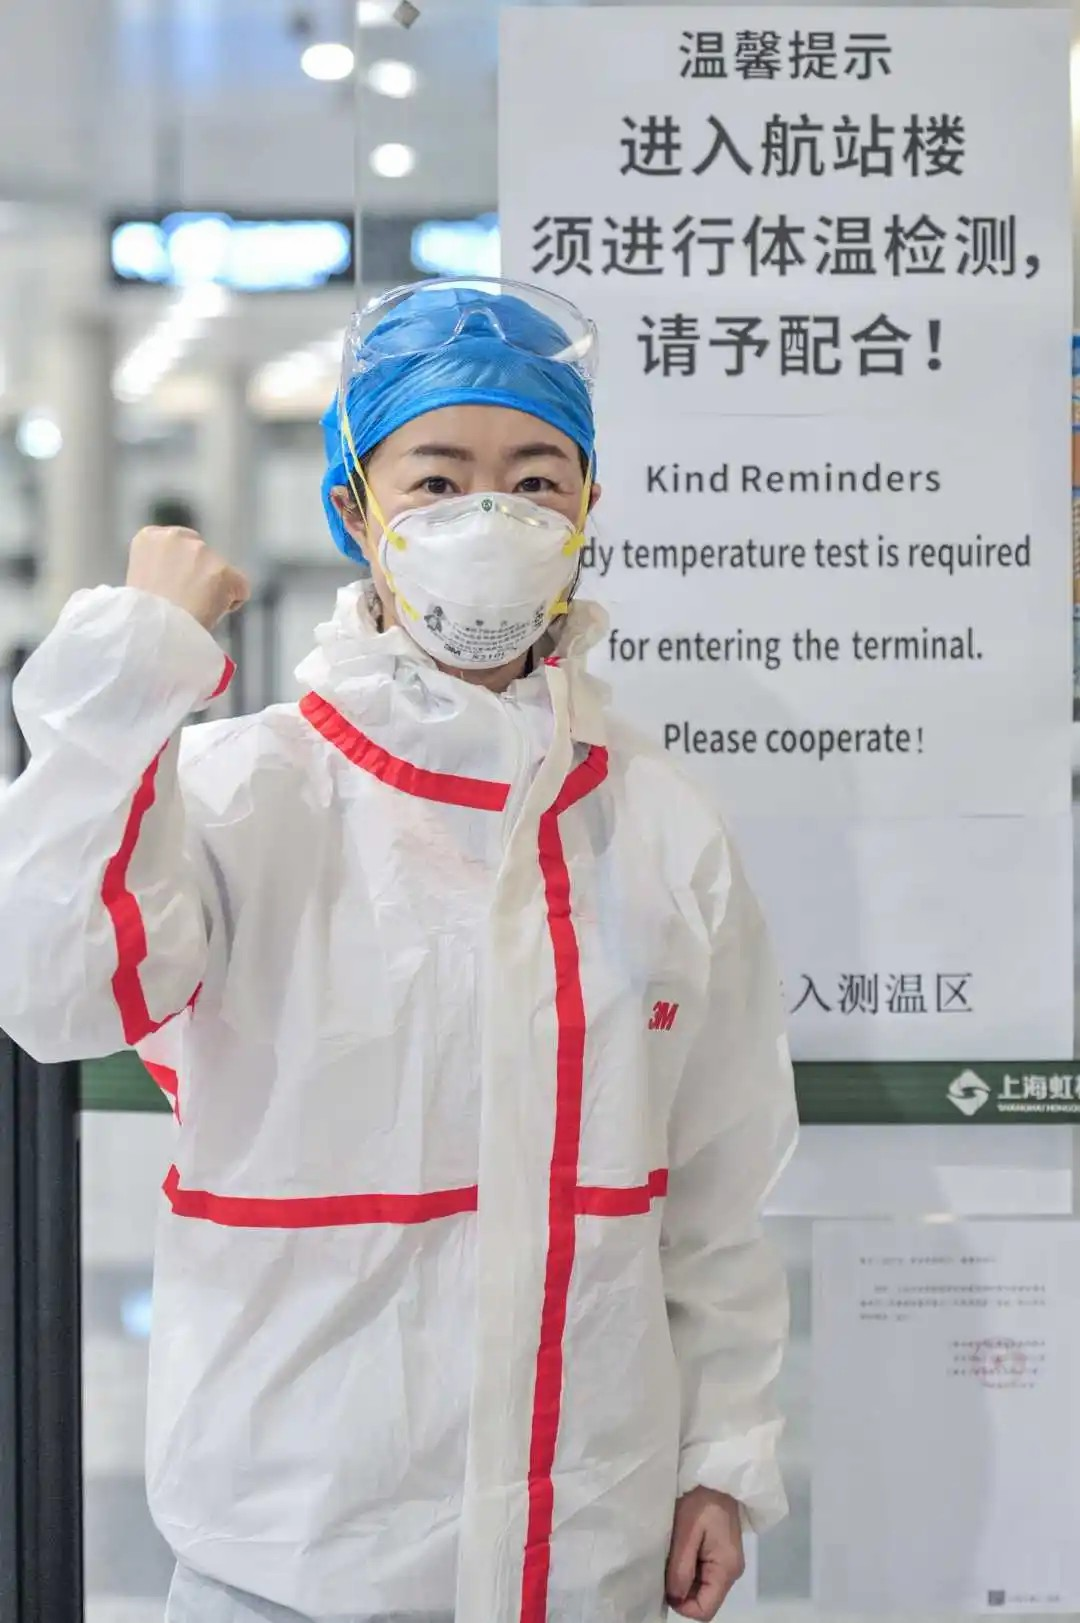 温馨提示
进入航站楼
须进行体温检测，
请予配合！
Kind Reminders
dy temperature test is required
for entering the terminal.
Please cooperate!
入测温区
3M
3M
上海虹